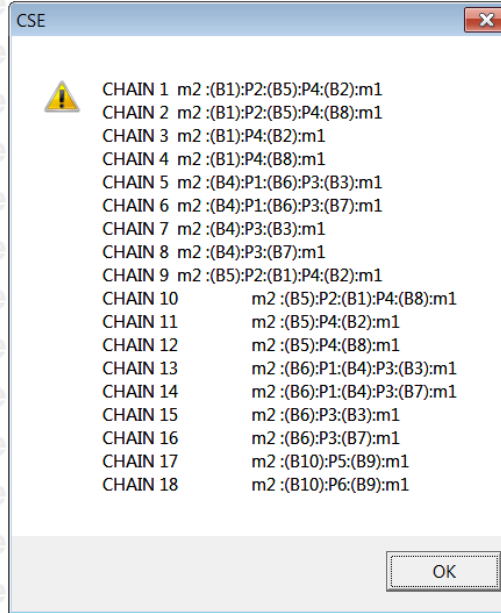 CSE
CHAIN 1 m2 :(B1):P2:(B5):P4:(B2):m1
CHAIN 2 m2 :(B1):P2:(B5):P4:(B8):m1
CHAIN 3 m2 :(B1):P4:(B2):m1
CHAIN 4 m2 :(B1):P4:(B8):m1
CHAIN 5 m2 :(B4):P1:(B6):P3:(B3):m1
CHAIN 6 m2 :(B4):P1:(B6):P3:(B7):m1
CHAIN 7 m2 :(B4):P3:(B3):m1
CHAIN 8 m2 :(B4):P3:(B7):m1
CHAIN 9 m2 :(B5):P2:(B1):P4:(B2):m1
CHAIN 10 m2 :(B5):P2:(B1):P4:(B8):m1
CHAIN 11 m2 :(B5):P4:(B2):m1
CHAIN 12 m2 :(B5):P4:(B8):m1
CHAIN 13 m2 :(B6):P1:(B4):P3:(B3):m1
CHAIN 14 m2 :(B6):P1:(B4):P3:(B7):m1
CHAIN 15 m2 :(B6):P3:(B3):m1
CHAIN 16 m2 :(B6):P3:(B7):m1
CHAIN 17 m2 :(B10):P5:(B9):m1
CHAIN 18 m2 :(B10):P6:(B9):m1
OK